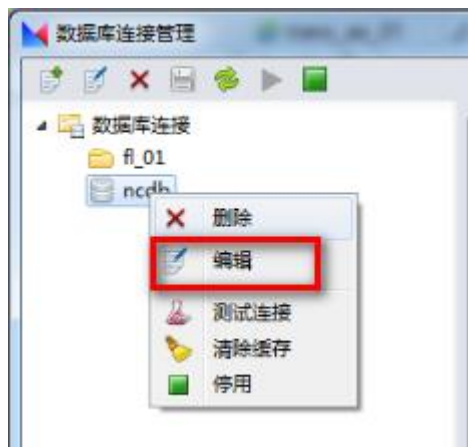 数据库连接管理
数据库连接
fl_01
ncdb
删除
编辑
测试连接
清除缓存
停用